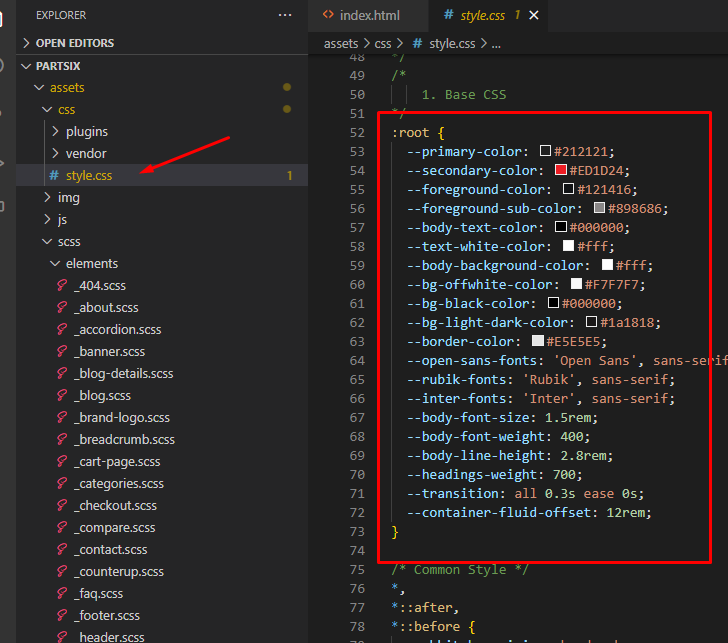 EXPLORER
OPEN EDITORS
PARTSIX
assets
css
plugins
vendor
# style.css 1
img
js
scss
elements
_404.scss
_about.scss
_accordion.scss
_banner.scss
_blog-details.scss
_blog.scss
_brand-logo.scss
_breadcrumb.scss
_cart-page.scss
_categories.scss
_checkout.scss
_compare.scss
_contact.scss
_counterup.scss
_faq.scss
_footer.scss
_header.scss
<> index.html # style.css 1 ×
assets > css > # style.css > ...
48 */
49 /*
50 1. Base CSS
51 */
52 :root {
53 --primary-color: #212121;
54 --secondary-color: #ED1D24;
55 --foreground-color: #121416;
56 --foreground-sub-color: #898686;
57 --body-text-color: #000000;
58 --text-white-color: #fff;
59 --body-background-color: #fff;
60 --bg-offwhite-color: #F7F7F7;
61 --bg-black-color: #000000;
62 --bg-light-dark-color: #1a1818;
63 --border-color: #E5E5E5;
64 --open-sans-fonts: 'Open Sans', sans-serif
65 --rubik-fonts: 'Rubik', sans-serif;
66 --inter-fonts: 'Inter', sans-serif;
67 --body-font-size: 1.5rem;
68 --body-font-weight: 400;
69 --body-line-height: 2.8rem;
70 --headings-weight: 700;
71 --transition: all 0.3s ease 0s;
72 --container-fluid-offset: 12rem;
73 }
74
75 /* Common Style */
76 *,
77 *::after,
78 *::before {